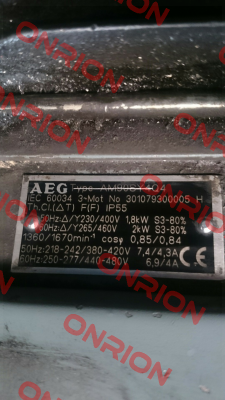 ONRION
ONRION
AEG Type
IEC 60034 3-Mot No 301079300005 H
Th.Cl.(ΔT) F(F) IP55
50Hz:Δ/Y230/400V 1,8kW S3-80%
60Hz:Δ/Y265/460V 2kW S3-80%
1360/1670min⁻¹ cosφ 0,85/0,84
50Hz:218-242/380-420V 7,4/4,3A
60Hz:250-277/440-480V 6,9/4A
CE
ONRION
ONRION